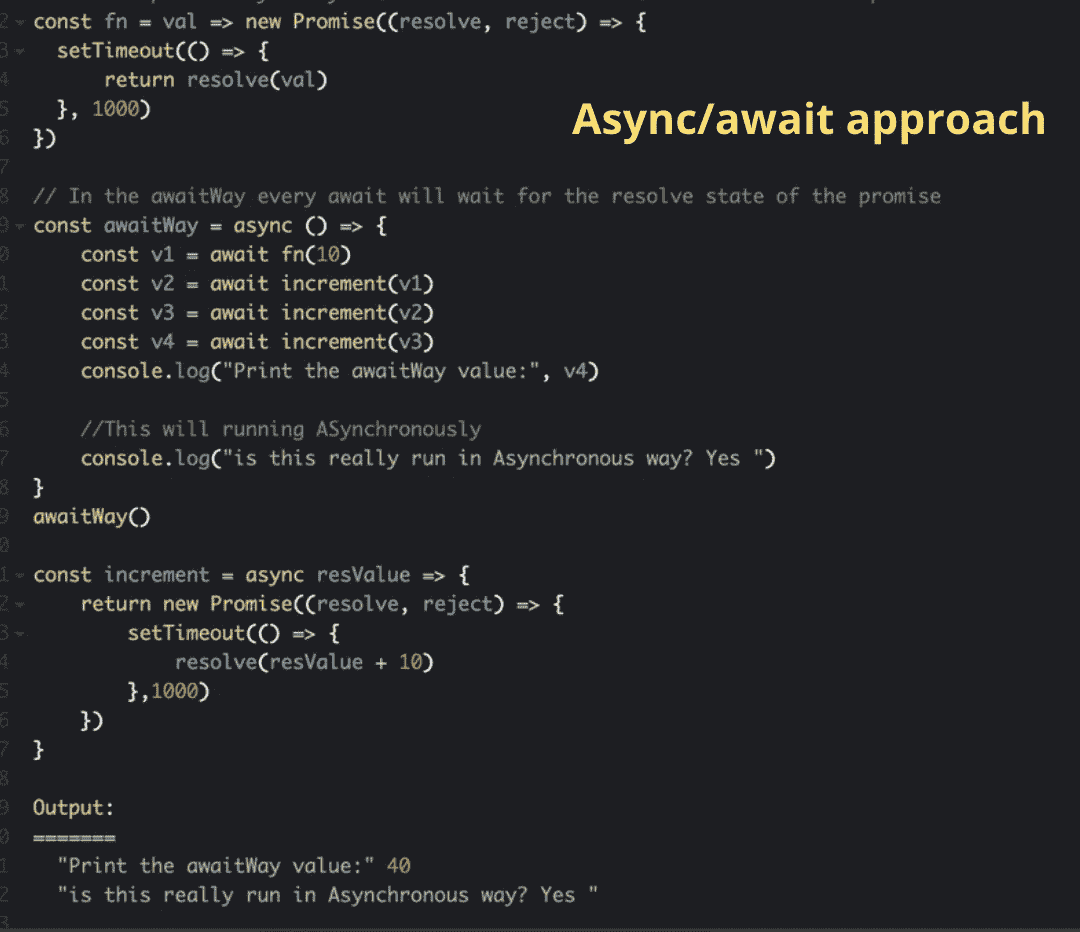 const fn = val => new Promise((resolve, reject) => {
setTimeout(() => {
return resolve(val)
}, 1000)
Async/await approach
})
// In the awaitWay every await will wait for the resolve state of the promise
const awaitWay = async () => {
const v1 = await fn(10)
const v2 = await increment(v1)
const v3 = await increment(v2)
const v4 = await increment(v3)
console.log("Print the awaitWay value:", v4)
//This will running ASynchronously
console.log("is this really run in Asynchronous way? Yes ")
}
awaitWay()
const increment = async resValue => {
return new Promise((resolve, reject) => {
setTimeout(() => {
resolve(resValue + 10)
},1000)
})
}
Output:
=======
"Print the awaitWay value:" 40
"is this really run in Asynchronous way? Yes "